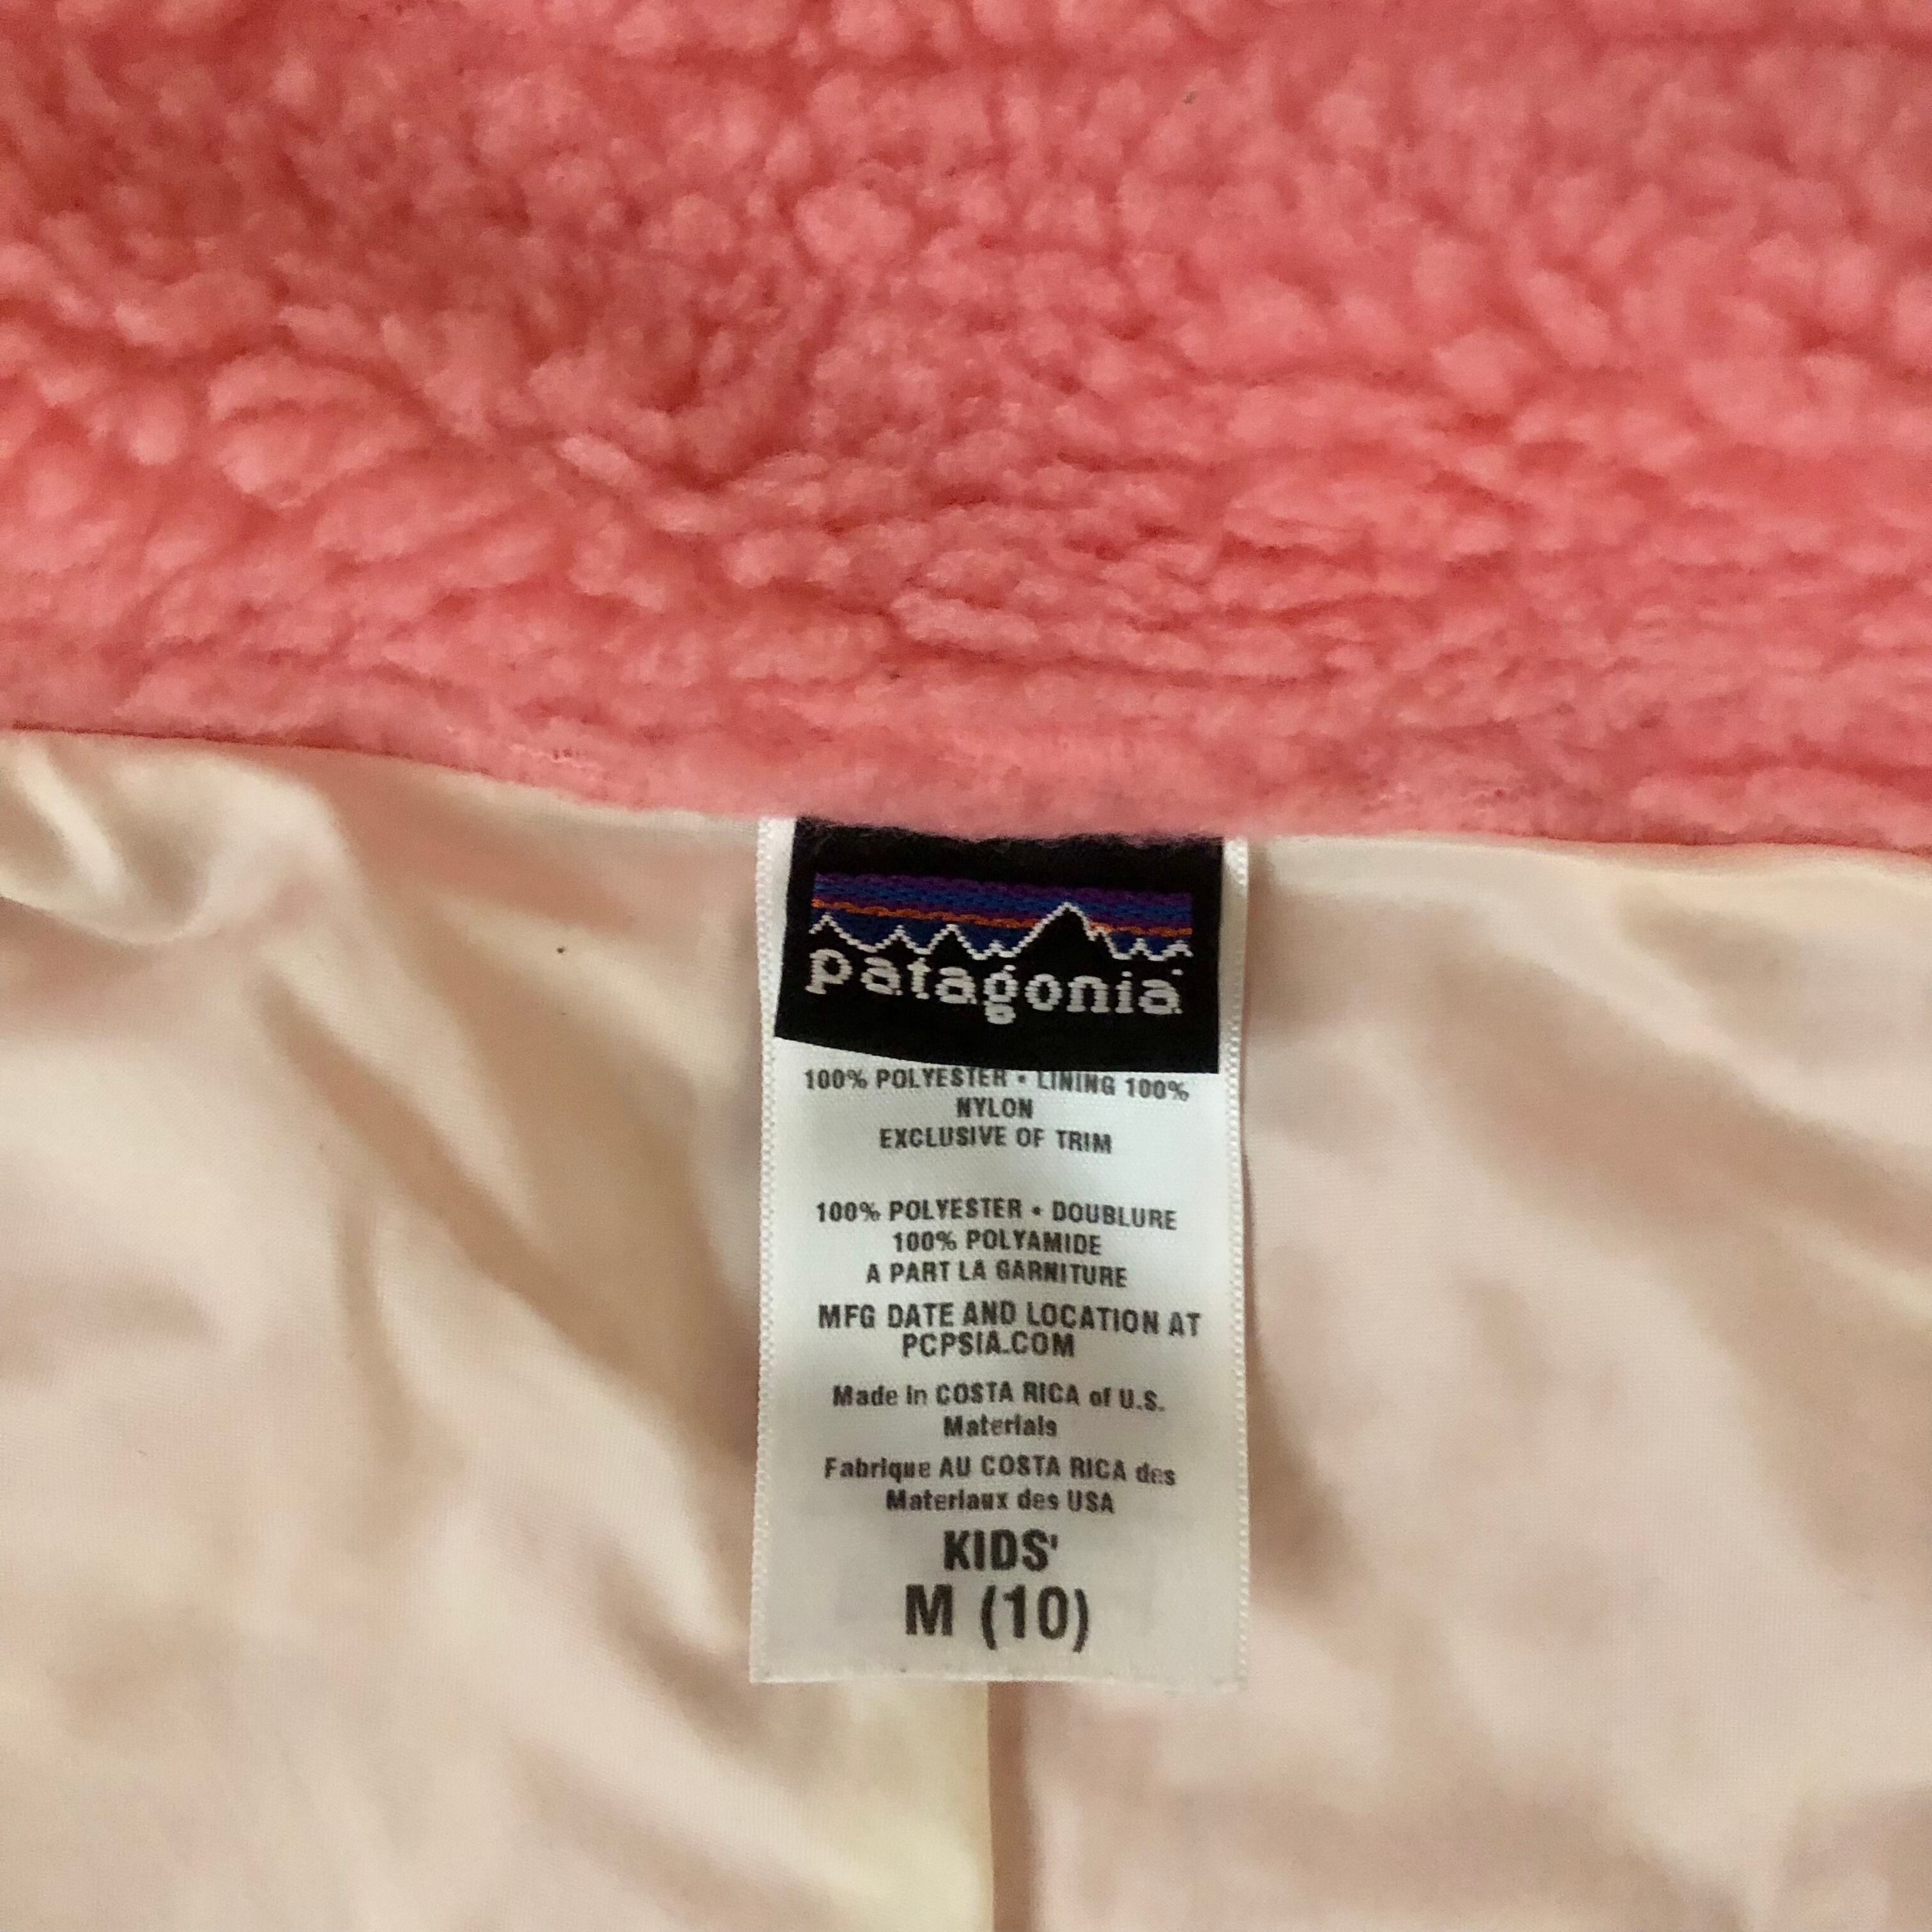 patagonia
100% POLYESTER • LINING 100%
NYLON
EXCLUSIVE OF TRIM
100% POLYESTER • DOUBLURE
100% POLYAMIDE
A PART LA GARNITURE
MFG DATE AND LOCATION AT
PCPSIA.COM
Made in COSTA RICA of U.S.
Materials
Fabrique AU COSTA RICA des
Materiaux des USA
KIDS'
M (10)